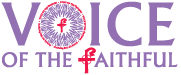 VOICE
OF THE FAITHFUL